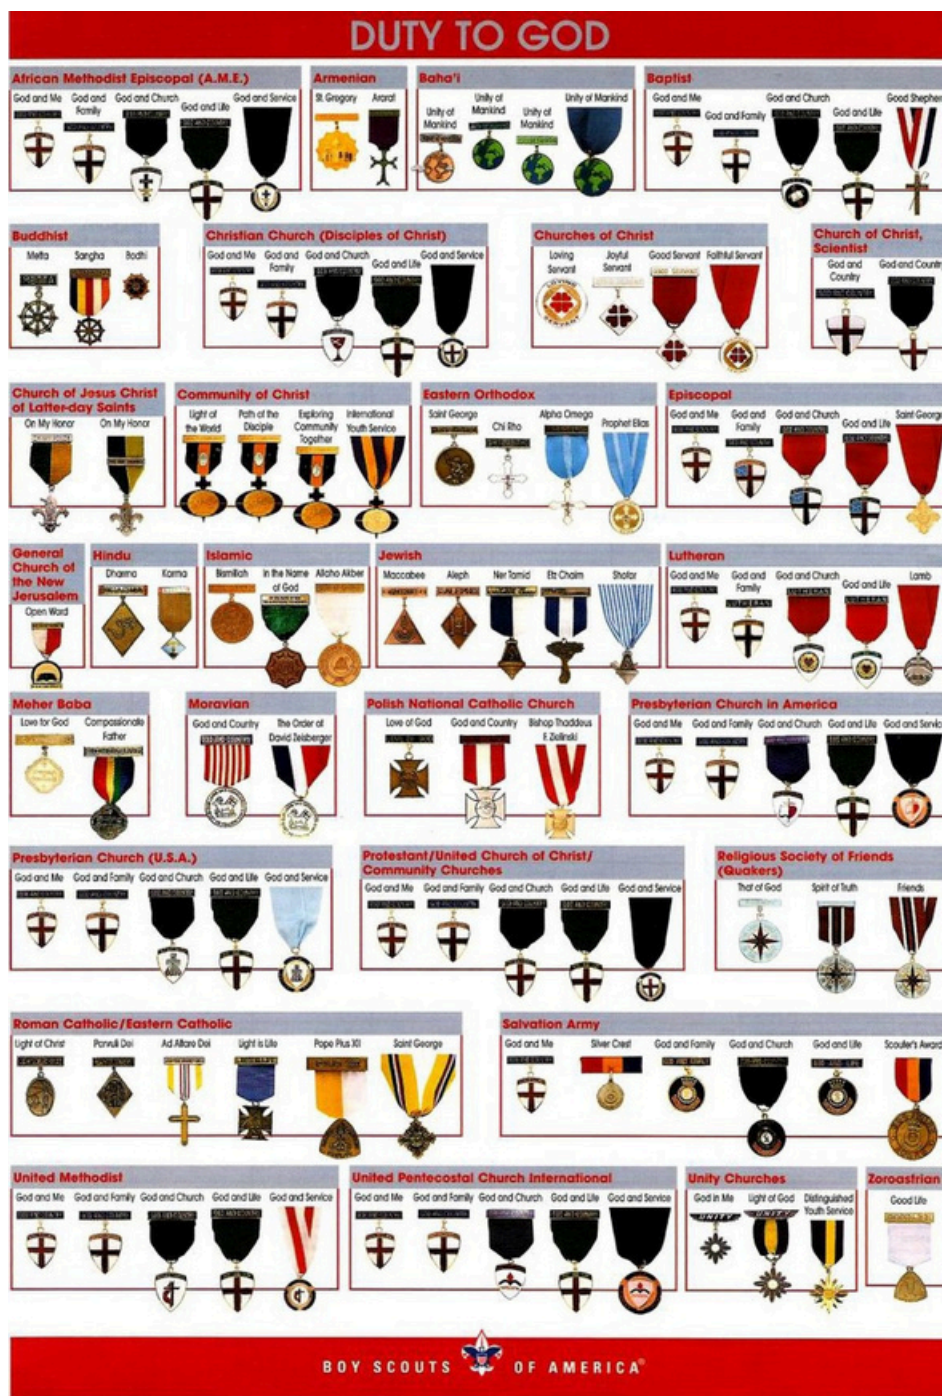 DUTY TO GOD
African Methodist Episcopal (A.M.E.)
God and Me
God and
Family
God and Church
God and Life
God and Service
Armenian
St. Gregory
Ararat
Baha'i
Unity of
Mankind
Unity of
Mankind
Unity of
Mankind
Unity of Mankind
Baptist
God and Me
God and Family
God and Church
God and Life
Good Shepher
Buddhist
Metta
Sangha
Bodhi
Christian Church (Disciples of Christ)
God and Me
God and
Family
God and Church
God and Life
God and Service
Churches of Christ
Loving
Servant
Joyful
Servant
Good Servant
Faithful Servant
LOVING
SERVANT
Church of Christ,
Scientist
God and
Country
God and Country
Church of Jesus Christ
of Latter-day Saints
On My Honor
On My Honor
Community of Christ
Light of
the World
Path of the
Disciple
Exploring
Community
Together
International
Youth Service
Eastern Orthodox
Saint George
Chi Rho
Alpha Omega
Prophet Elias
Episcopal
God and Me
God and
Family
God and Church
God and Life
Saint George
General
Church of
the New
Jerusalem
Open Word
Hindu
Dharma
Karma
Islamic
Bismillah
In the Name
of God
Allaho Akber
Jewish
Maccabee
Aleph
Ner Tamid
Etz Chaim
Shofar
Lutheran
God and Me
God and
Family
God and Church
God and Life
Lamb
LUTHERAN
LUTHERAN
LUTHERAN
Meher Baba
Love for God
Compassionate
Father
Moravian
God and Country
The Order of
David Zeisberger
Polish National Catholic Church
Love of God
God and Country
Bishop Thaddeus
F. Zielinski
Presbyterian Church in America
God and Me
God and Family
God and Church
God and Life
God and Servic
Presbyterian Church (U.S.A.)
God and Me
God and Family
God and Church
God and Life
God and Service
Protestant/United Church of Christ/
Community Churches
God and Me
God and Family
God and Church
God and Life
God and Service
Religious Society of Friends
(Quakers)
That of God
Spirit of Truth
Friends
Roman Catholic/Eastern Catholic
Light of Christ
Parvuli Dei
Ad Altare Dei
Light is Life
Pope Pius XII
Saint George
Salvation Army
God and Me
Silver Crest
God and Family
God and Church
God and Life
Scouter's Award
United Methodist
God and Me
God and Family
God and Church
God and Life
God and Service
United Pentecostal Church International
God and Me
God and Family
God and Church
God and Life
God and Service
Unity Churches
God in Me
Light of God
Distinguished
Youth Service
UNITY
UNITY
Zoroastrian
Good Life
BOY SCOUTS OF AMERICA®